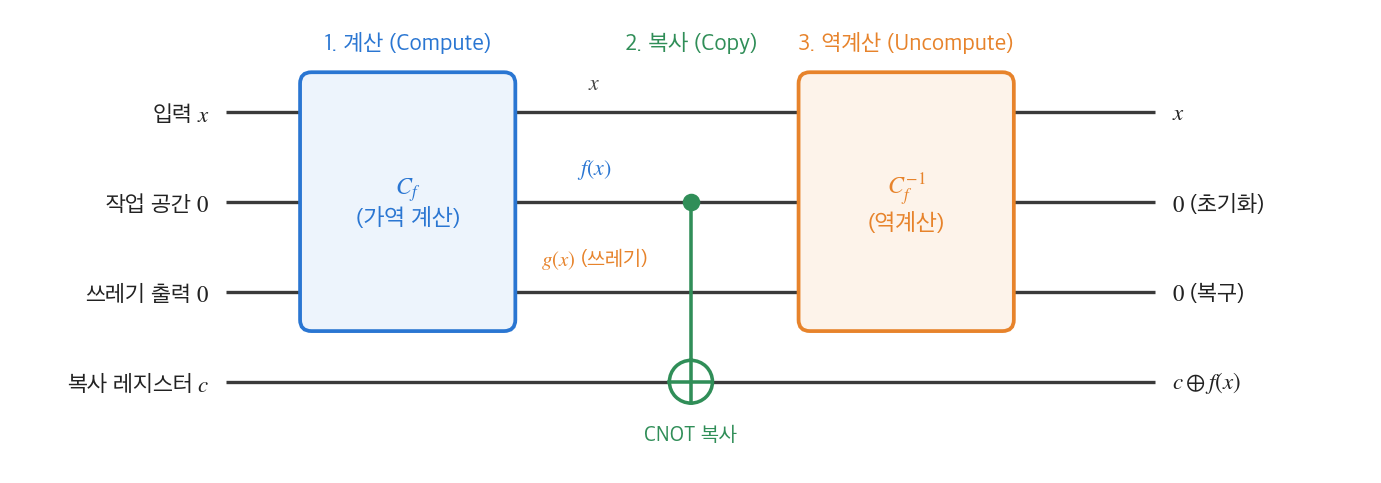 1. 계산 (Compute)
2. 복사 (Copy)
3. 역계산 (Uncompute)
입력 x
x
x
작업 공간 0
C_f
(가역 계산)
f(x)
C_f^{-1}
(역계산)
0 (초기화)
쓰레기 출력 0
g(x) (쓰레기)
0 (복구)
복사 레지스터 c
c⊕f(x)
CNOT 복사